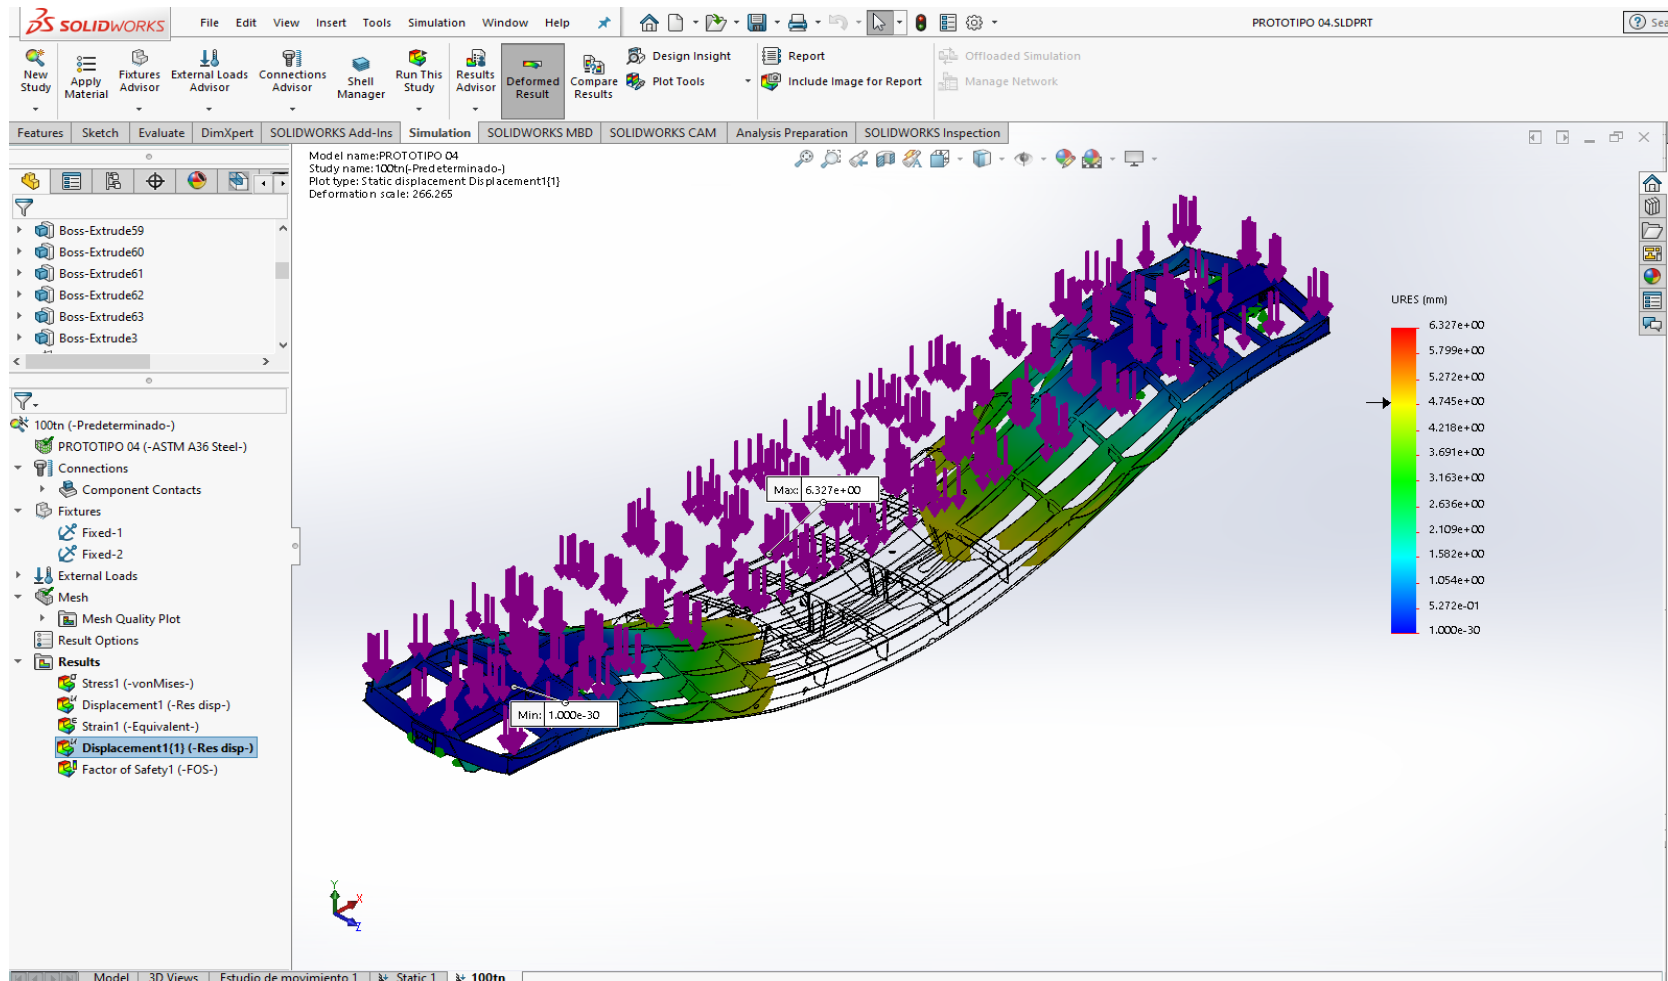 SOLIDWORKS File Edit View Insert Tools Simulation Window Help PROTOTIPO 04.SLDPRT ? Sea
New Study
Apply Material
Fixtures Advisor
External Loads Advisor
Connections Advisor
Shell Manager
Run This Study
Results Advisor
Deformed Result
Compare Results
Design Insight
Plot Tools
Report
Include Image for Report
Offloaded Simulation
Manage Network
Features Sketch Evaluate DimXpert SOLIDWORKS Add-Ins Simulation SOLIDWORKS MBD SOLIDWORKS CAM Analysis Preparation SOLIDWORKS Inspection
Model name:PROTOTIPO 04
Study name:100tn(-Predeterminado-)
Plot type: Static displacement Displacement1{1}
Deformation scale: 266.265
Boss-Extrude59
Boss-Extrude60
Boss-Extrude61
Boss-Extrude62
Boss-Extrude63
Boss-Extrude3
100tn (-Predeterminado-)
PROTOTIPO 04 (-ASTM A36 Steel-)
Connections
Component Contacts
Fixtures
Fixed-1
Fixed-2
External Loads
Mesh
Mesh Quality Plot
Result Options
Results
Stress1 (-vonMises-)
Displacement1 (-Res disp-)
Strain1 (-Equivalent-)
Displacement1{1} (-Res disp-)
Factor of Safety1 (-FOS-)
Max: 6.327e+00
Min: 1.000e-30
URES (mm)
6.327e+00
5.799e+00
5.272e+00
4.745e+00
4.218e+00
3.691e+00
3.163e+00
2.636e+00
2.109e+00
1.582e+00
1.054e+00
5.272e-01
1.000e-30
Y
X
Z
Model 3D Views Estudio de movimiento 1 Static 1 100tn